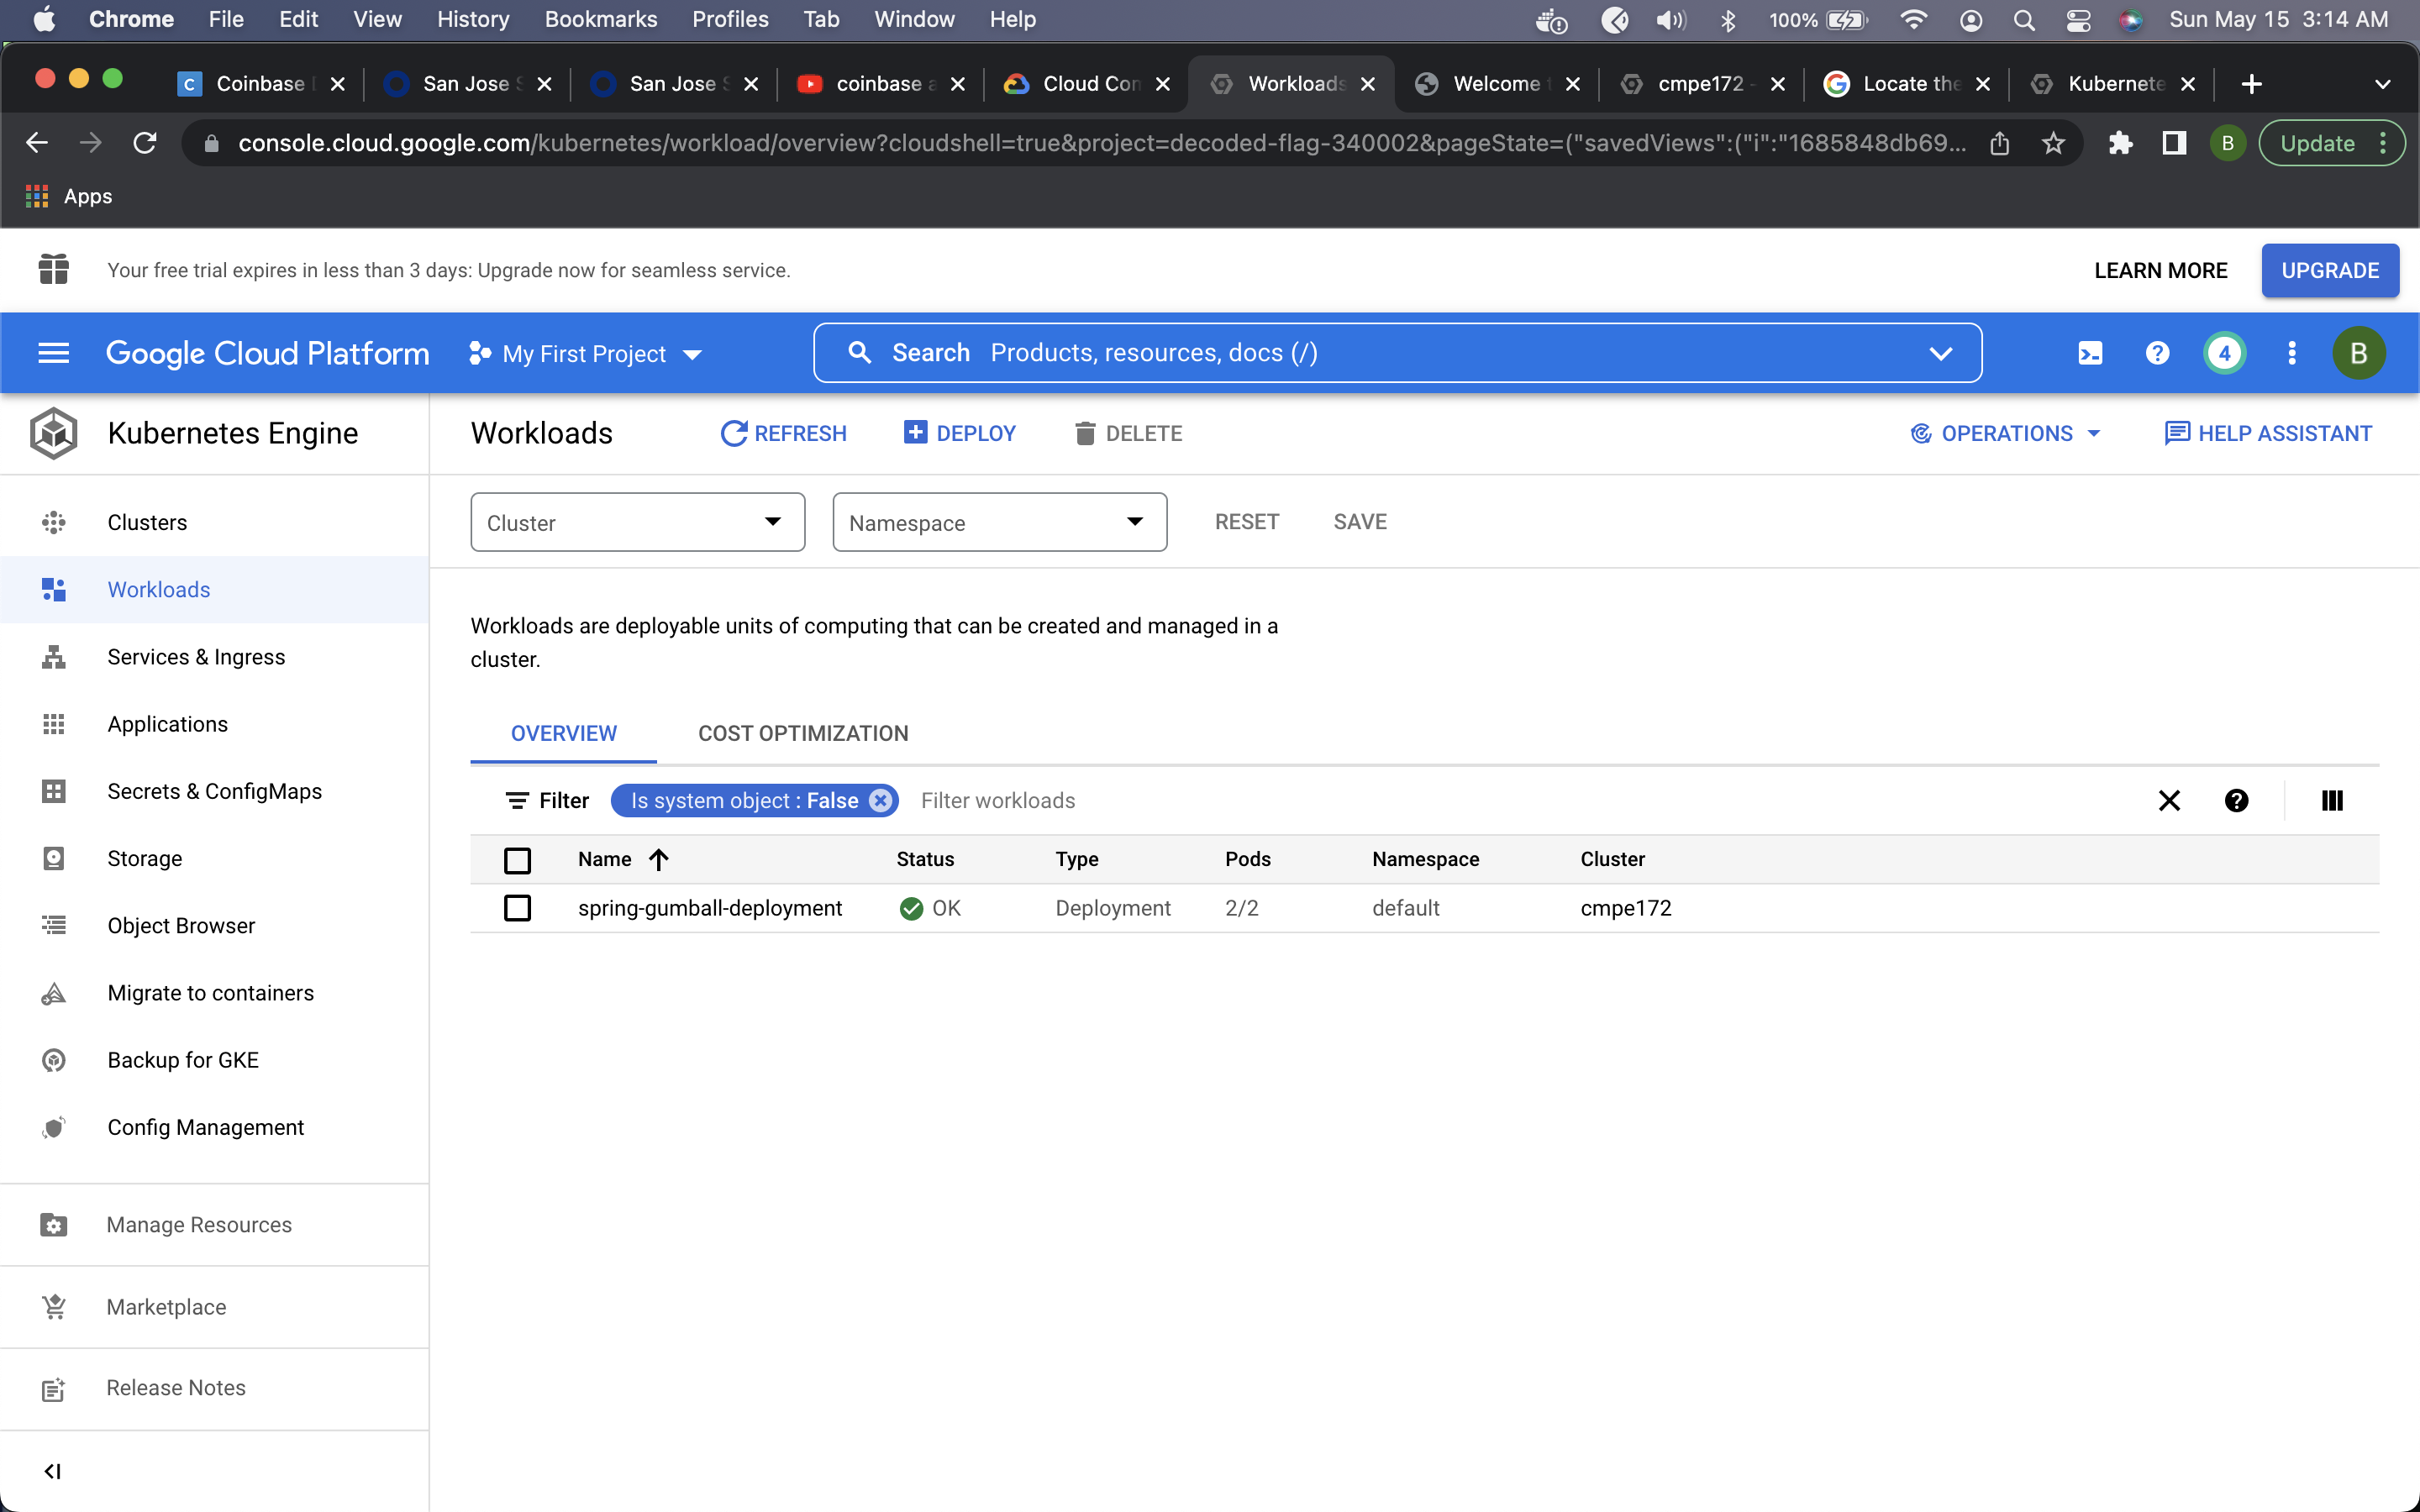 Chrome File Edit View History Bookmarks Profiles Tab Window Help 100% Sun May 15 3:14 AM
C Coinbase San Jose San Jose coinbase Cloud Con Workloads Welcome cmpe172 - Locate the Kubernete
console.cloud.google.com/kubernetes/workload/overview?cloudshell=true&project=decoded-flag-340002&pageState=("savedViews":("i":"1685848db69... B Update
Apps
Your free trial expires in less than 3 days: Upgrade now for seamless service. LEARN MORE UPGRADE
Google Cloud Platform My First Project Search Products, resources, docs (/) 4 B
Kubernetes Engine
Clusters
Workloads
Services & Ingress
Applications
Secrets & ConfigMaps
Storage
Object Browser
Migrate to containers
Backup for GKE
Config Management
Manage Resources
Marketplace
Release Notes
Workloads REFRESH DEPLOY DELETE OPERATIONS HELP ASSISTANT
Cluster Namespace RESET SAVE
Workloads are deployable units of computing that can be created and managed in a
cluster.
OVERVIEW COST OPTIMIZATION
Filter Is system object : False Filter workloads
Name Status Type Pods Namespace Cluster
spring-gumball-deployment OK Deployment 2/2 default cmpe172